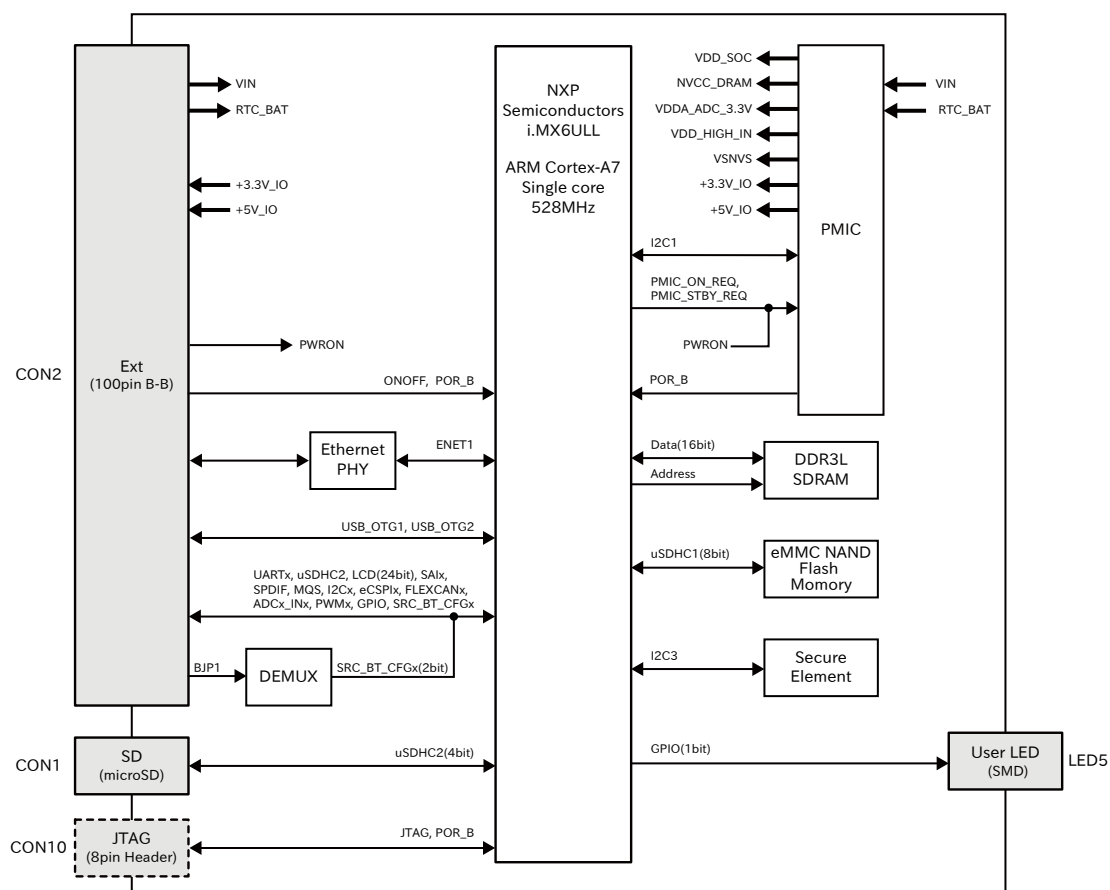 CON2
Ext
(100pin B-B)
VIN
RTC_BAT
+3.3V_IO
+5V_IO
PWRON
ONOFF, POR_B
Ethernet
PHY
ENET1
USB_OTG1, USB_OTG2
UARTx, uSDHC2, LCD(24bit), SAIx,
SPDIF, MQS, I2Cx, eCSPIx, FLEXCANx,
ADCx_INx, PWMx, GPIO, SRC_BT_CFGx
BJP1
DEMUX
SRC_BT_CFGx(2bit)
CON1
SD
(microSD)
uSDHC2(4bit)
CON10
JTAG
(8pin Header)
JTAG, POR_B
NXP
Semiconductors
i.MX6ULL
ARM Cortex-A7
Single core
528MHz
VDD_SOC
NVCC_DRAM
VDDA_ADC_3.3V
VDD_HIGH_IN
VSNVS
+3.3V_IO
+5V_IO
PMIC
VIN
RTC_BAT
I2C1
PMIC_ON_REQ,
PMIC_STBY_REQ
PWRON
POR_B
Data(16bit)
Address
DDR3L
SDRAM
uSDHC1(8bit)
eMMC NAND
Flash
Momory
I2C3
Secure
Element
GPIO(1bit)
User LED
(SMD)
LED5